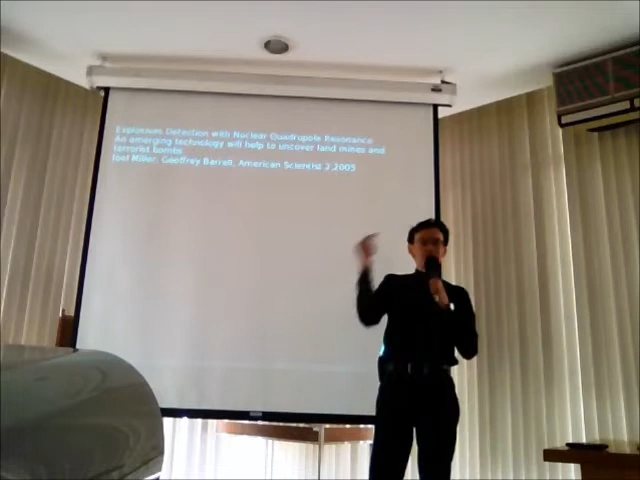 Explosives Detection with Nuclear Quadrupole Resonance
An emerging technology will help to uncover land mines and
terrorist bombs
Joel Miller, Geoffrey Barrall, American Scientist 2,2005